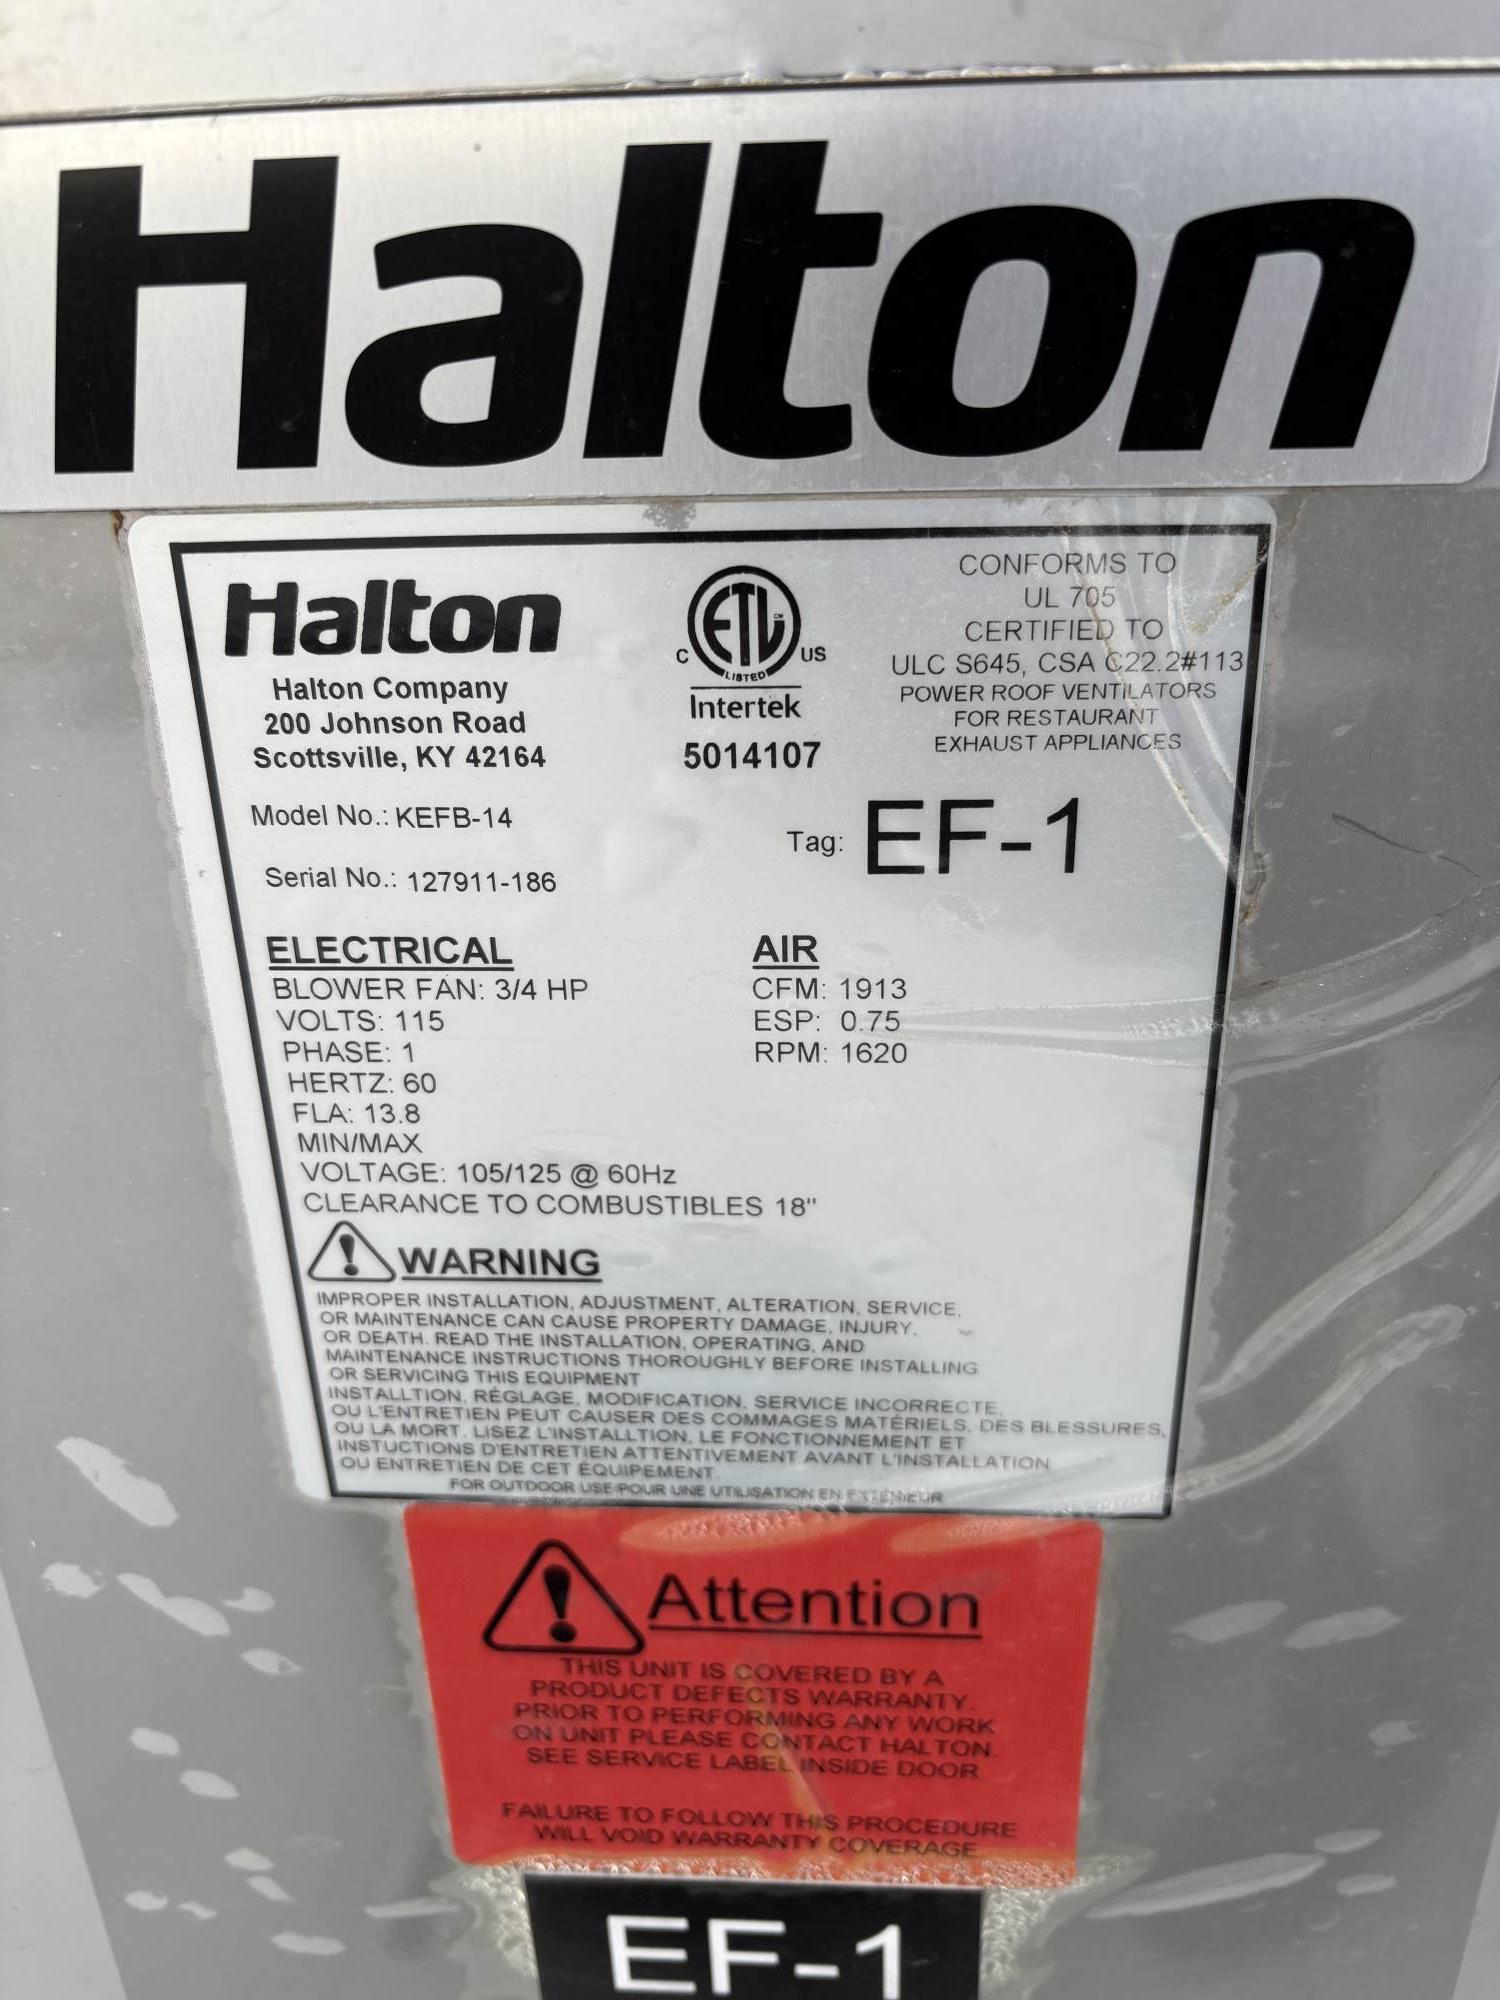 Halton
Halton
Halton Company
200 Johnson Road
Scottsville, KY 42164
C ETL CM US
LISTED
Intertek
5014107
CONFORMS TO
UL 705
CERTIFIED TO
ULC S645, CSA C22.2#113
POWER ROOF VENTILATORS
FOR RESTAURANT
EXHAUST APPLIANCES
Model No.: KEFB-14
Tag: EF-1
Serial No.: 127911-186
ELECTRICAL
BLOWER FAN: 3/4 HP
VOLTS: 115
PHASE: 1
HERTZ: 60
FLA: 13.8
MIN/MAX
VOLTAGE: 105/125 @ 60Hz
CLEARANCE TO COMBUSTIBLES 18"
AIR
CFM: 1913
ESP: 0.75
RPM: 1620
! WARNING
IMPROPER INSTALLATION, ADJUSTMENT, ALTERATION, SERVICE,
OR MAINTENANCE CAN CAUSE PROPERTY DAMAGE, INJURY,
OR DEATH. READ THE INSTALLATION, OPERATING, AND
MAINTENANCE INSTRUCTIONS THOROUGHLY BEFORE INSTALLING
OR SERVICING THIS EQUIPMENT
INSTALLTION, RÉGLAGE, MODIFICATION, SERVICE INCORRECTE,
OU L'ENTRETIEN PEUT CAUSER DES COMMAGES MATÉRIELS, DES BLESSURES,
OU LA MORT. LISEZ L'INSTALLTION, LE FONCTIONNEMENT ET
INSTUCTIONS D'ENTRETIEN ATTENTIVEMENT AVANT L'INSTALLATION
OU ENTRETIEN DE CET ÉQUIPEMENT.
FOR OUTDOOR USE/POUR UNE UTILISATION EN EXTÉRIEUR
! Attention
THIS UNIT IS COVERED BY A
PRODUCT DEFECTS WARRANTY.
PRIOR TO PERFORMING ANY WORK
ON UNIT PLEASE CONTACT HALTON.
SEE SERVICE LABEL INSIDE DOOR
FAILURE TO FOLLOW THIS PROCEDURE
WILL VOID WARRANTY COVERAGE
EF-1